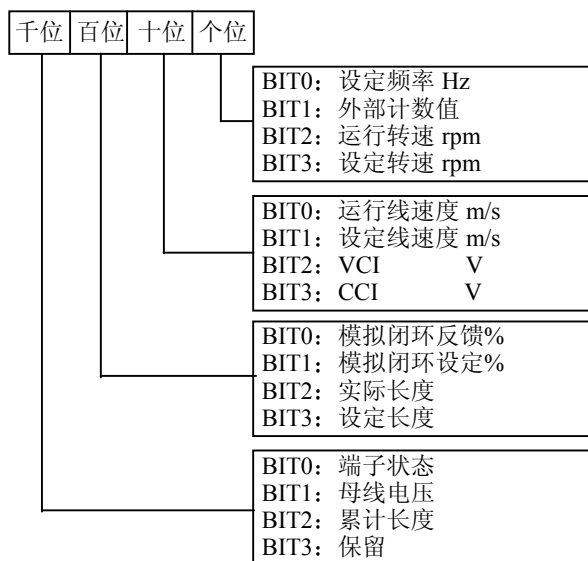 千位 百位 十位 个位
BIT0：设定频率 Hz
BIT1：外部计数值
BIT2：运行转速 rpm
BIT3：设定转速 rpm
BIT0：运行线速度 m/s
BIT1：设定线速度 m/s
BIT2：VCI V
BIT3：CCI V
BIT0：模拟闭环反馈%
BIT1：模拟闭环设定%
BIT2：实际长度
BIT3：设定长度
BIT0：端子状态
BIT1：母线电压
BIT2：累计长度
BIT3：保留